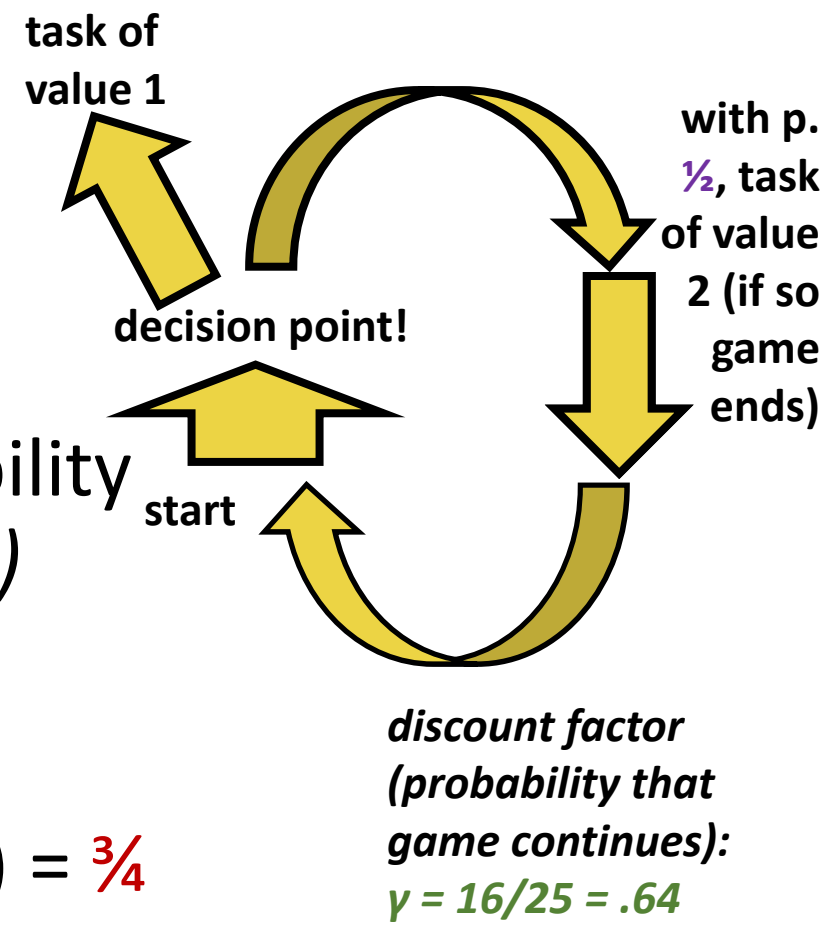 task of
value 1
with p.
½, task
of value
2 (if so
game
ends)
decision point!
start
)
discount factor
(probability that
game continues):
γ = 16/25 = .64
) = ¾